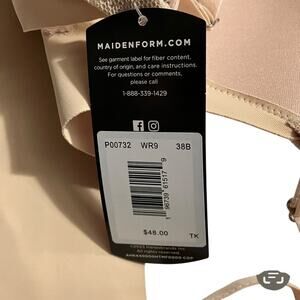 MAIDENFORM.COM
See garment label for fiber content,
country of origin, and care instructions.
For questions or comments,
please call
1-888-339-1429
P00732 WR9 38B
$48.00 TK